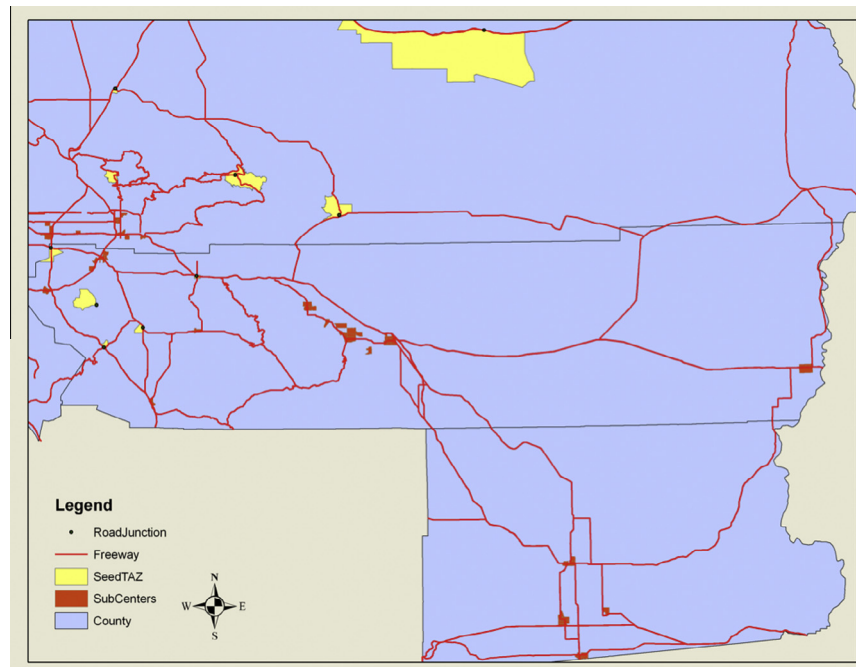 Legend
RoadJunction
Freeway
SeedTAZ
SubCenters
County
N
W E
S